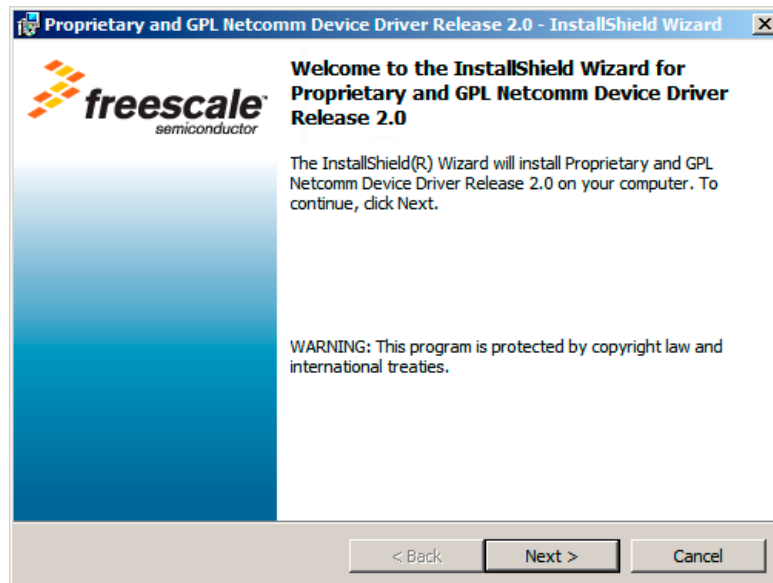 Proprietary and GPL Netcomm Device Driver Release 2.0 - InstallShield Wizard
freescale™
semiconductor
Welcome to the InstallShield Wizard for
Proprietary and GPL Netcomm Device Driver
Release 2.0
The InstallShield(R) Wizard will install Proprietary and GPL
Netcomm Device Driver Release 2.0 on your computer. To
continue, click Next.
WARNING: This program is protected by copyright law and
international treaties.
< Back
Next >
Cancel